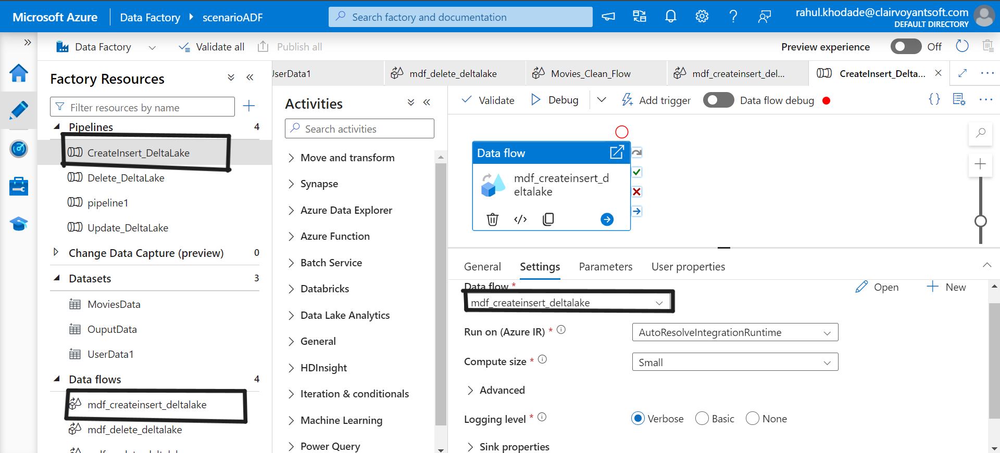 Microsoft Azure Data Factory scenarioADF
Search factory and documentation
rahul.khodade@clairvoyantsoft.com
DEFAULT DIRECTORY
Data Factory Validate all Publish all
Preview experience Off
Factory Resources
Filter resources by name
Pipelines 4
CreateInsert_DeltaLake
Delete_DeltaLake
pipeline1
Update_DeltaLake
Change Data Capture (preview) 0
Datasets 3
MoviesData
OuputData
UserData1
Data flows 4
mdf_createinsert_deltalake
mdf_delete_deltalake
UserData1 mdf_delete_deltalake Movies_Clean_Flow mdf_createinsert_del... CreateInsert_Delta...
Activities
Search activities
Move and transform
Synapse
Azure Data Explorer
Azure Function
Batch Service
Databricks
Data Lake Analytics
General
HDInsight
Iteration & conditionals
Machine Learning
Power Query
Validate Debug Add trigger Data flow debug
Data flow
mdf_createinsert_d
eltalake
General Settings Parameters User properties
Data flow *
Open New
mdf_createinsert_deltalake
Run on (Azure IR) * AutoResolveIntegrationRuntime
Compute size * Small
Advanced
Logging level * Verbose Basic None
Sink properties